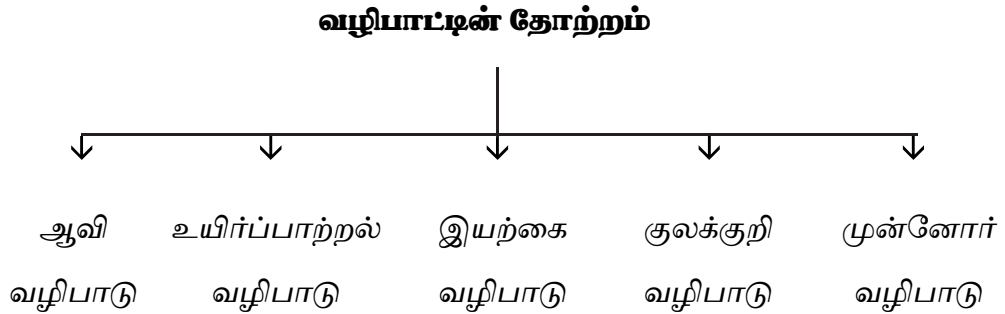 வழிபாட்டின் தோற்றம்
ஆவி உயிர்ப்பாற்றல் இயற்கை குலக்குறி முன்னோர்
வழிபாடு வழிபாடு வழிபாடு வழிபாடு வழிபாடு